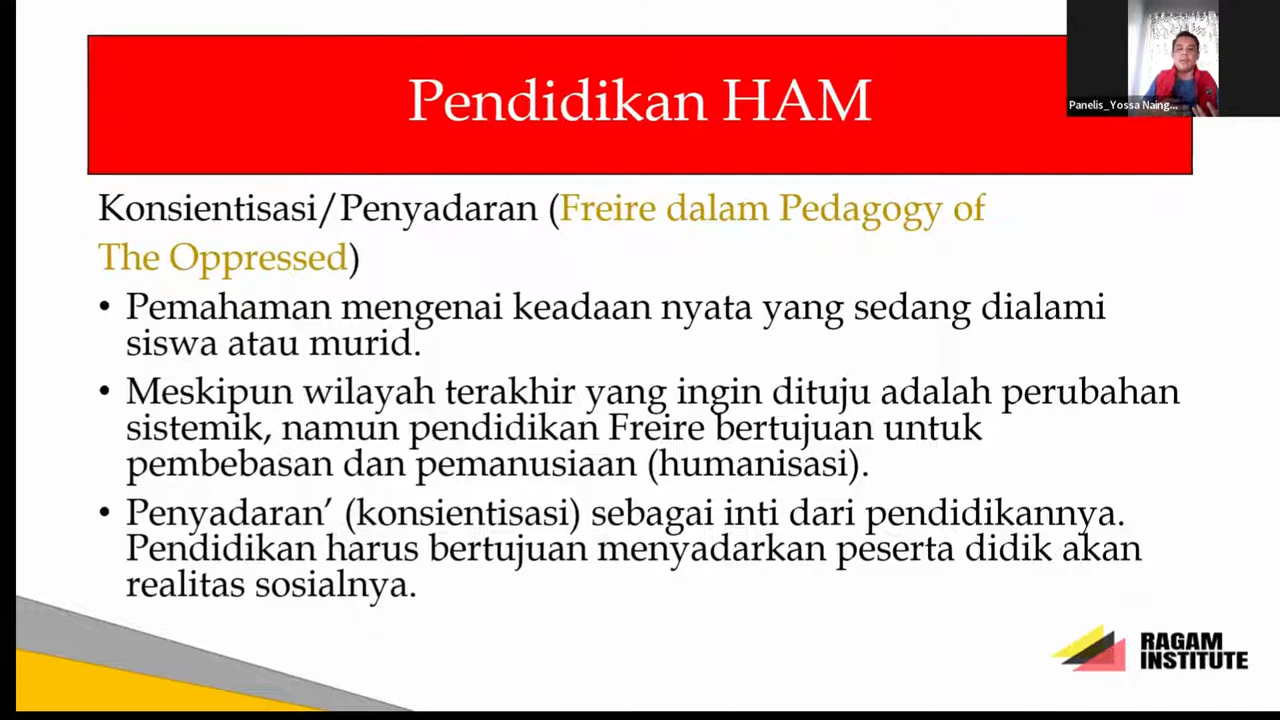 Pendidikan HAM
Panelis_Yossa Naing...
Konsientisasi/Penyadaran (Freire dalam Pedagogy of
The Oppressed)
• Pemahaman mengenai keadaan nyata yang sedang dialami
siswa atau murid.
• Meskipun wilayah terakhir yang ingin dituju adalah perubahan
sistemik, namun pendidikan Freire bertujuan untuk
pembebasan dan pemanusiaan (humanisasi).
• Penyadaran’ (konsientisasi) sebagai inti dari pendidikannya.
Pendidikan harus bertujuan menyadarkan peserta didik akan
realitas sosialnya.
RAGAM
INSTITUTE